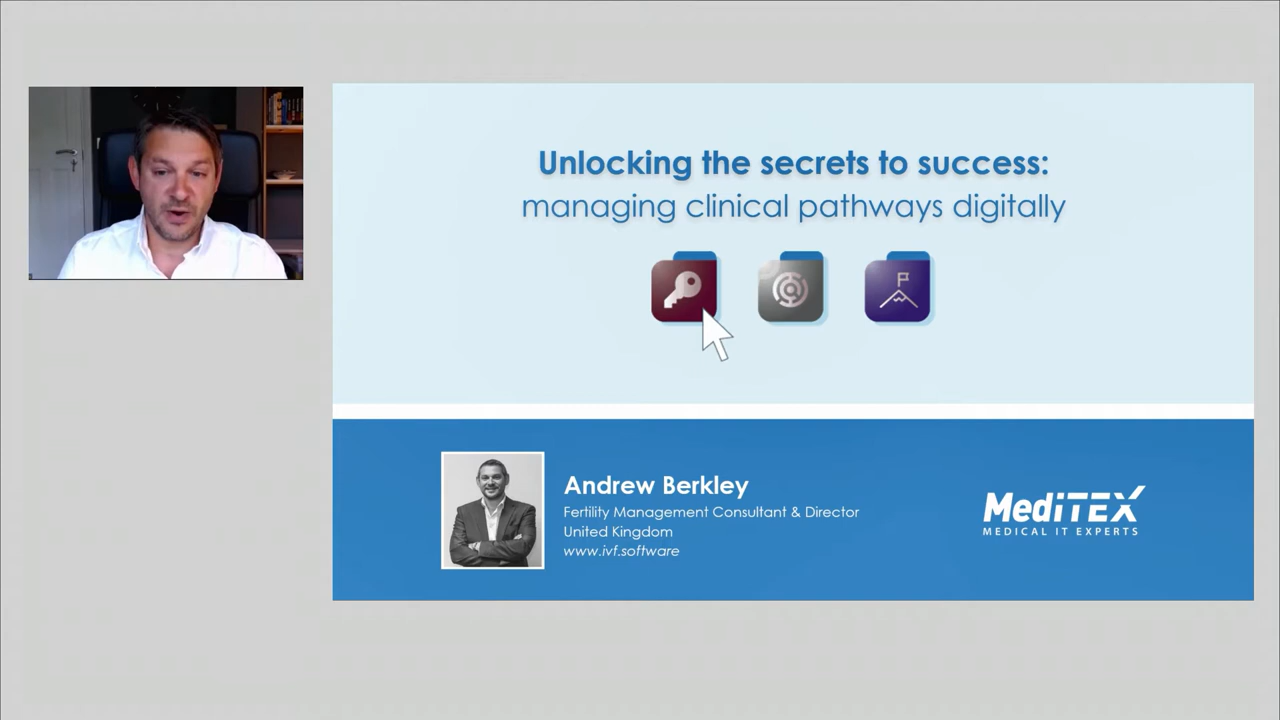 Unlocking the secrets to success:
managing clinical pathways digitally
Andrew Berkley
Fertility Management Consultant & Director
United Kingdom
www.ivf.software
MediTEX
MEDICAL IT EXPERTS